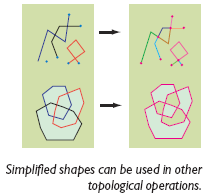 Simplified shapes can be used in other
topological operations.